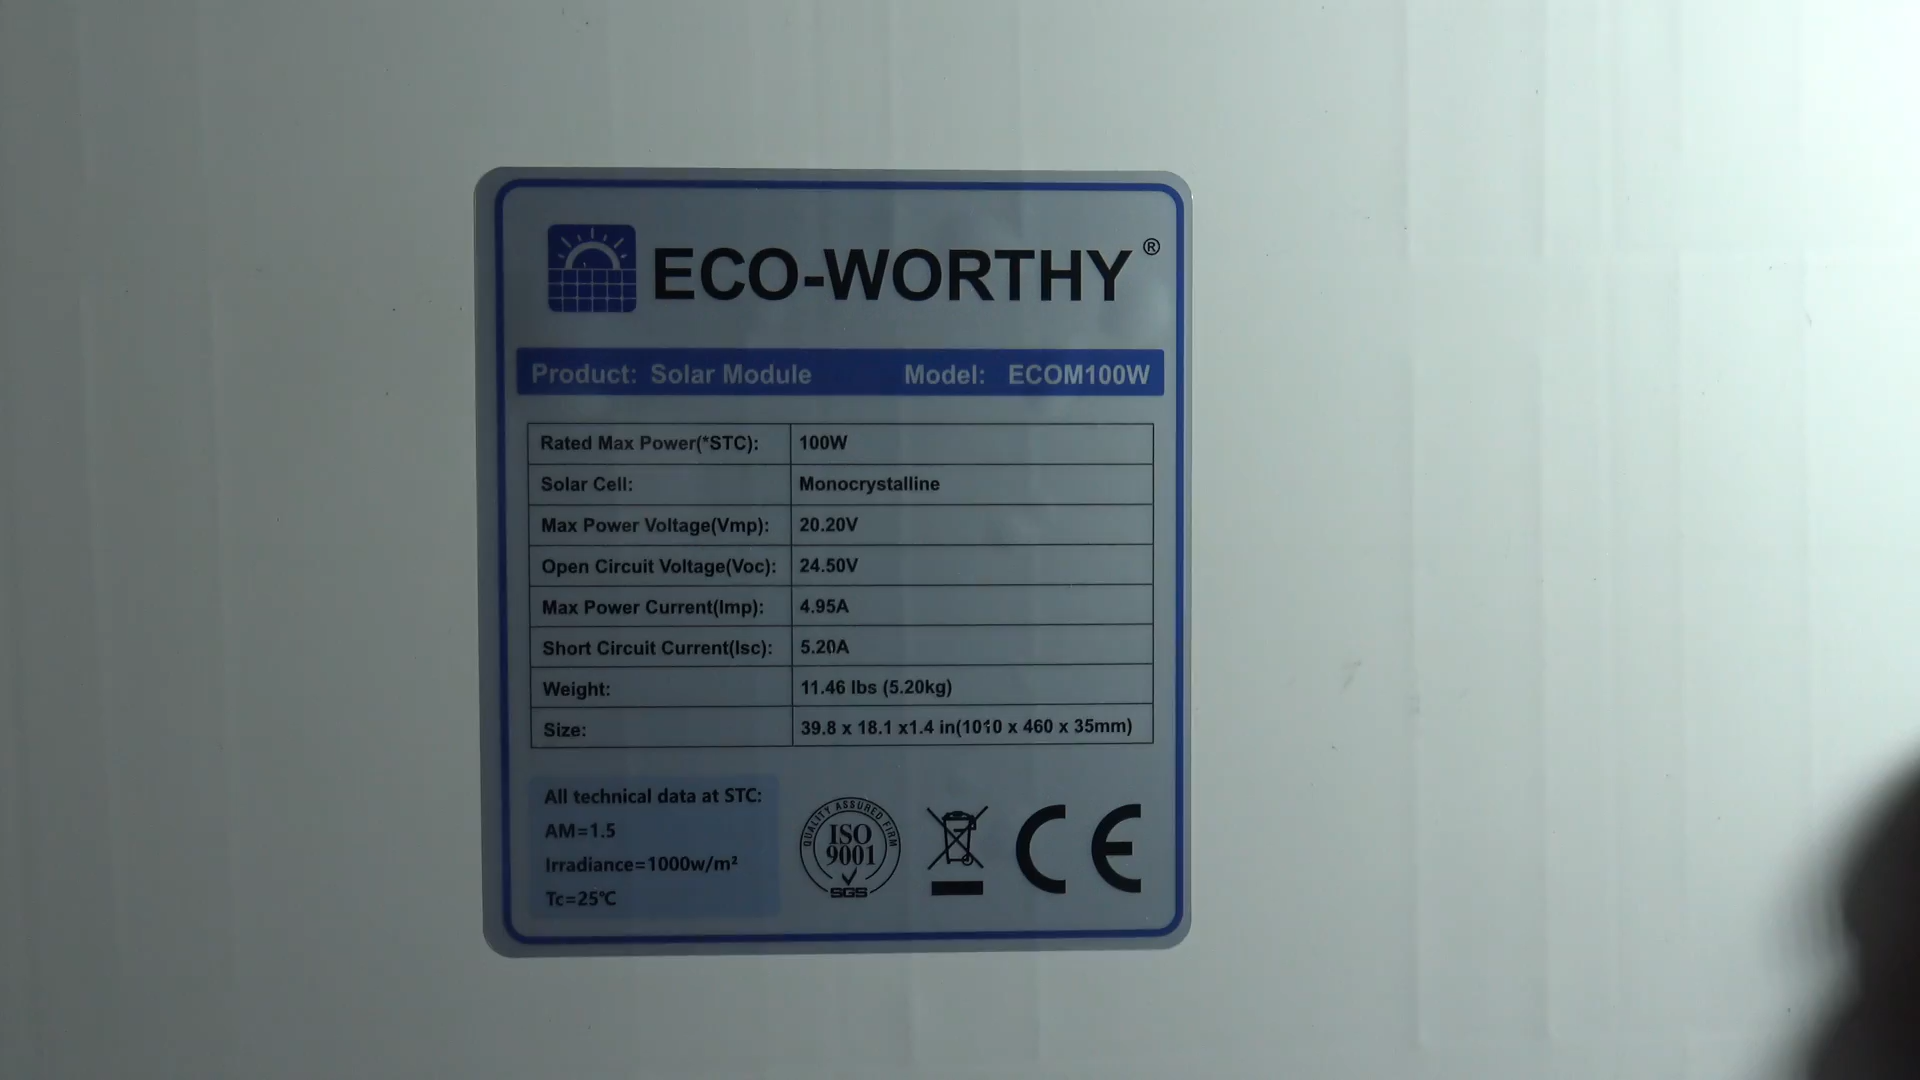 ECO-WORTHY®
Product: Solar Module Model: ECOM100W
Rated Max Power(*STC): 100W
Solar Cell: Monocrystalline
Max Power Voltage(Vmp): 20.20V
Open Circuit Voltage(Voc): 24.50V
Max Power Current(Imp): 4.95A
Short Circuit Current(Isc): 5.20A
Weight: 11.46 lbs (5.20kg)
Size: 39.8 x 18.1 x1.4 in(1010 x 460 x 35mm)
All technical data at STC:
AM=1.5
Irradiance=1000w/m²
Tc=25℃
QUALITY ASSURED FIRM
ISO
9001
SGS
CE